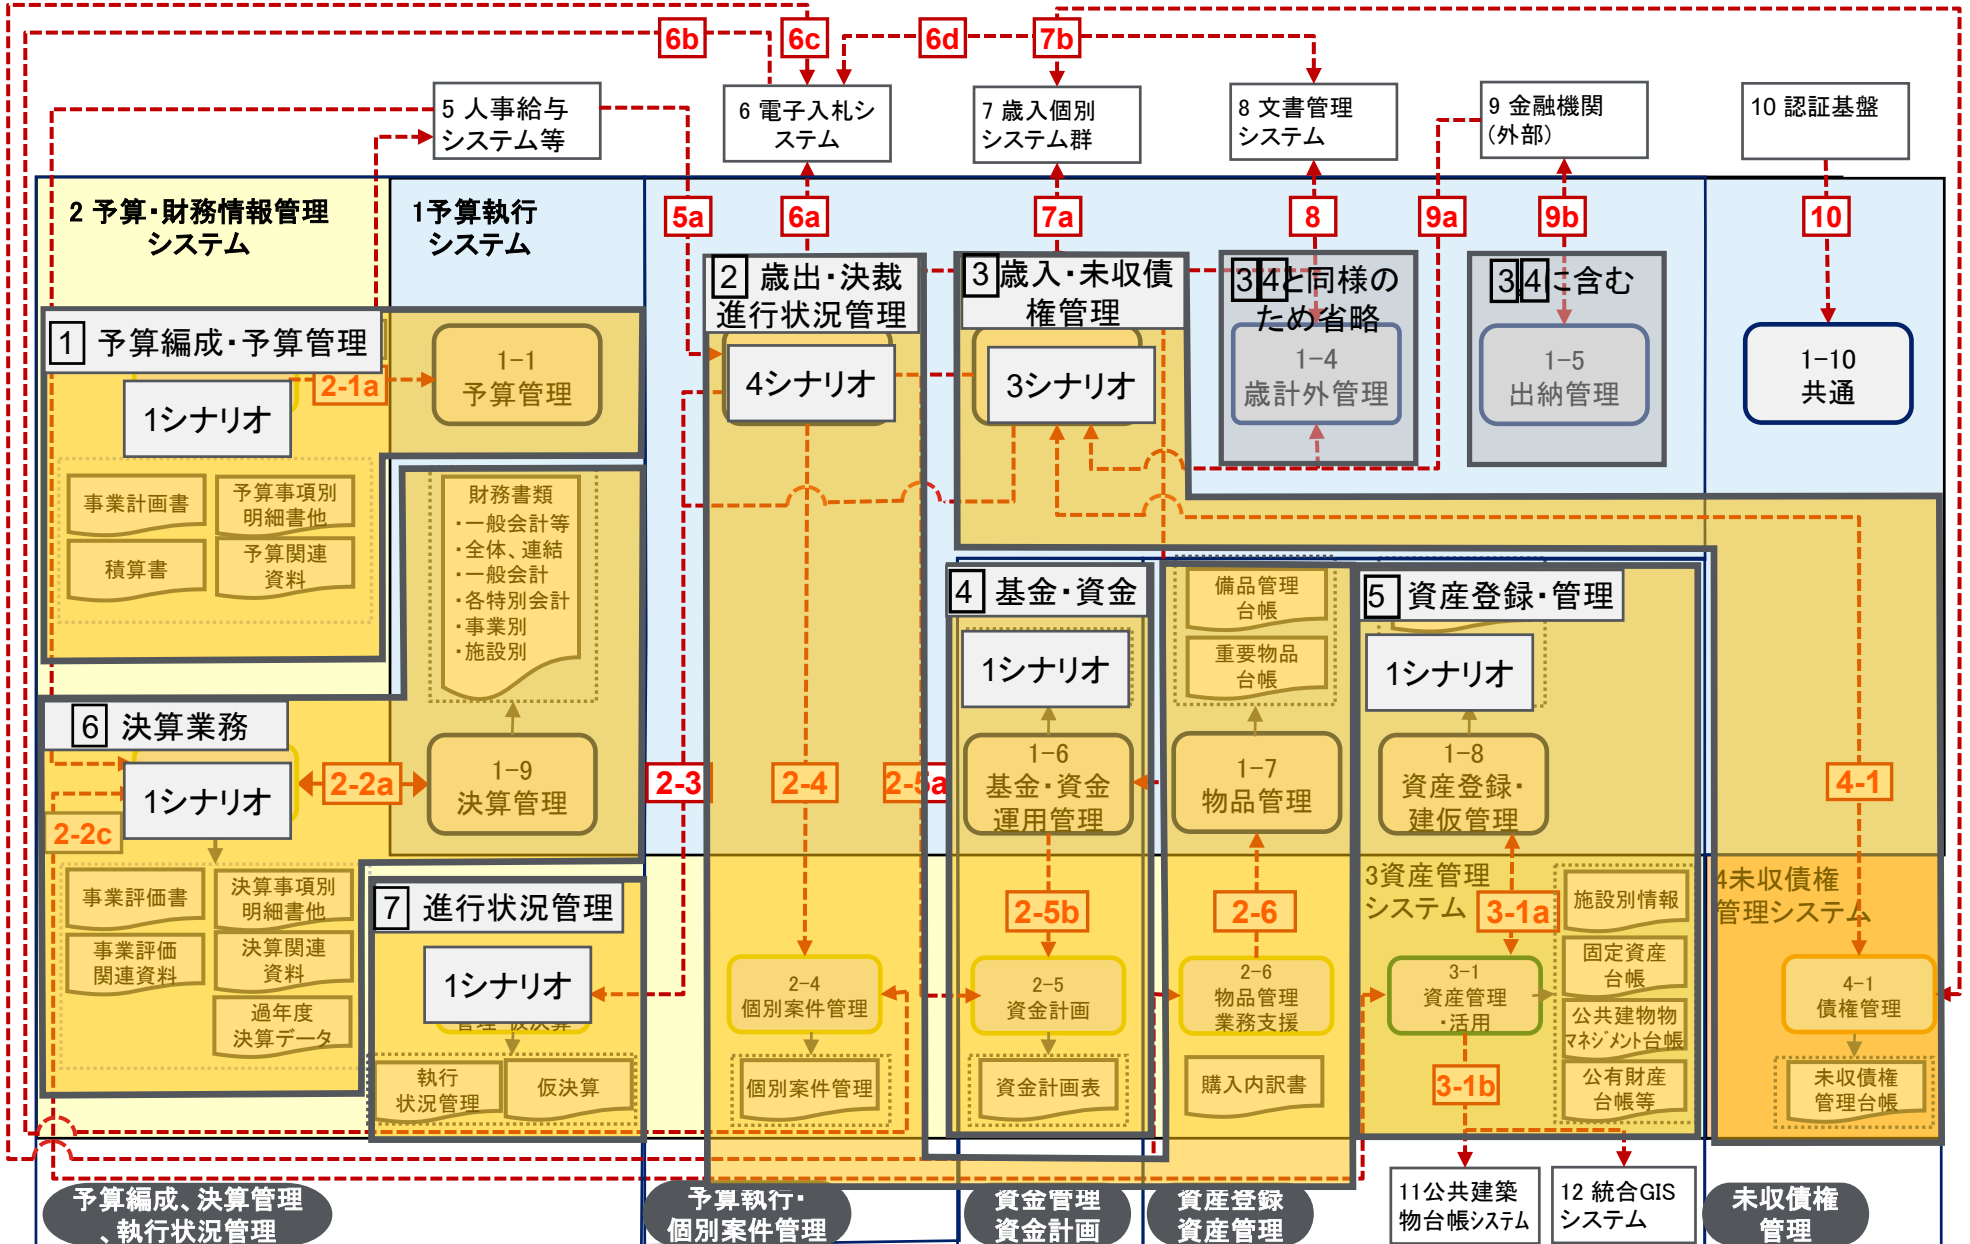 6b
6c
6d
7b
5 人事給与
システム等
6 電子入札シ
ステム
7 歳入個別
システム群
8 文書管理
システム
9 金融機関
(外部)
10 認証基盤
2 予算・財務情報管理
システム
1予算執行
システム
5a
6a
7a
8
9a
9b
10
1 予算編成・予算管理
1シナリオ
2-1a
1-1
予算管理
2 歳出・決裁
進行状況管理
4シナリオ
3 歳入・未収債
権管理
3シナリオ
3,4と同様の
ため省略
1-4
歳計外管理
3,4に含む
1-5
出納管理
1-10
共通
事業計画書
予算事項別
明細書他
積算書
予算関連
資料
財務書類
・一般会計等
・全体、連結
・一般会計
・各特別会計
・事業別
・施設別
4 基金・資金
1シナリオ
備品管理
台帳
重要物品
台帳
5 資産登録・管理
1シナリオ
6 決算業務
1シナリオ
2-2a
2-2c
1-9
決算管理
2-3
2-4
2-5a
1-6
基金・資金
運用管理
1-7
物品管理
1-8
資産登録・
建仮管理
4-1
事業評価書
決算事項別
明細書他
事業評価
関連資料
決算関連
資料
過年度
決算データ
7 進行状況管理
1シナリオ
執行
状況管理
仮決算
2-5b
2-6
3資産管理
システム
3-1a
施設別情報
4未収債権
管理システム
2-4
個別案件管理
2-5
資金計画
2-6
物品管理
業務支援
3-1
資産管理
・活用
固定資産
台帳
公共建物物
マネジメント台帳
公有財産
台帳等
4-1
債権管理
個別案件管理
資金計画表
購入内訳書
3-1b
未収債権
管理台帳
予算編成、決算管理
、執行状況管理
予算執行・
個別案件管理
資金管理
資金計画
資産登録
資産管理
11公共建築
物台帳システム
12 統合GIS
システム
未収債権
管理